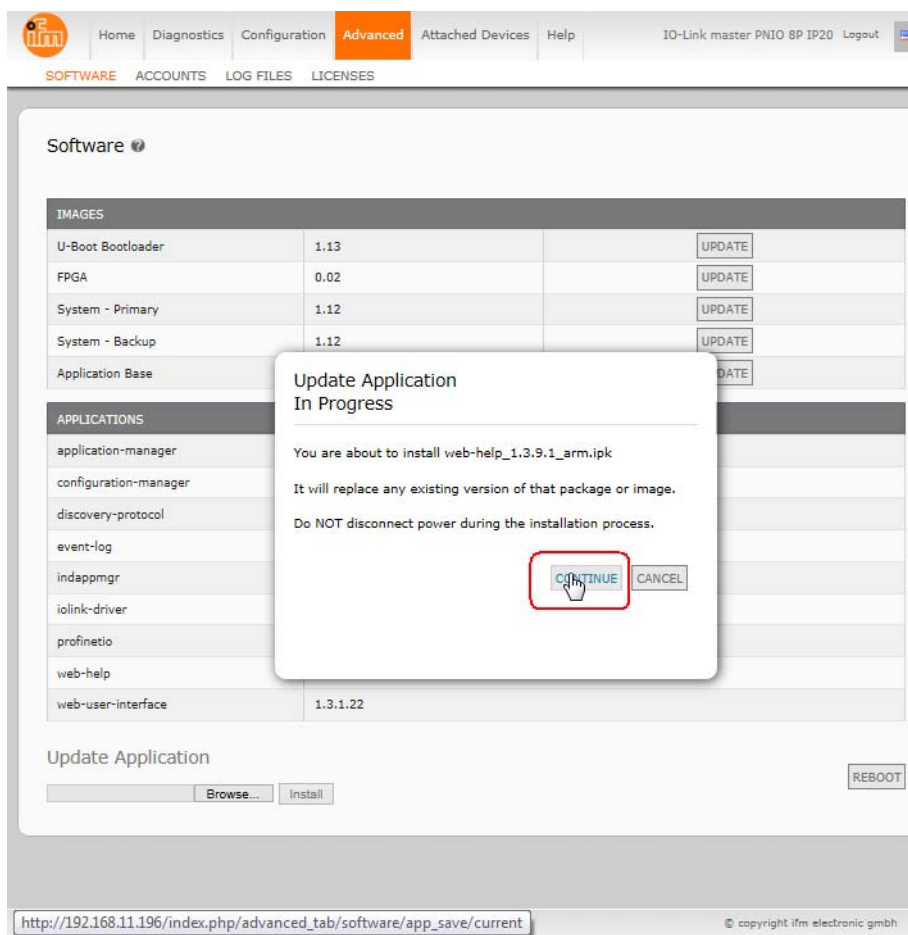 ifm
Home Diagnostics Configuration Advanced Attached Devices Help IO-Link master PNIO 8P IP20 Logout
SOFTWARE ACCOUNTS LOG FILES LICENSES
Software ?
IMAGES
U-Boot Bootloader 1.13 UPDATE
FPGA 0.02 UPDATE
System - Primary 1.12 UPDATE
System - Backup 1.12 UPDATE
Application Base
APPLICATIONS
application-manager
configuration-manager
discovery-protocol
event-log
indappmgr
iolink-driver
profinetio
web-help
web-user-interface 1.3.1.22
Update Application
In Progress
You are about to install web-help_1.3.9.1_arm.ipk
It will replace any existing version of that package or image.
Do NOT disconnect power during the installation process.
CONTINUE CANCEL
Update Application
Browse... Install
REBOOT
http://192.168.11.196/index.php/advanced_tab/software/app_save/current
© copyright ifm electronic gmbh